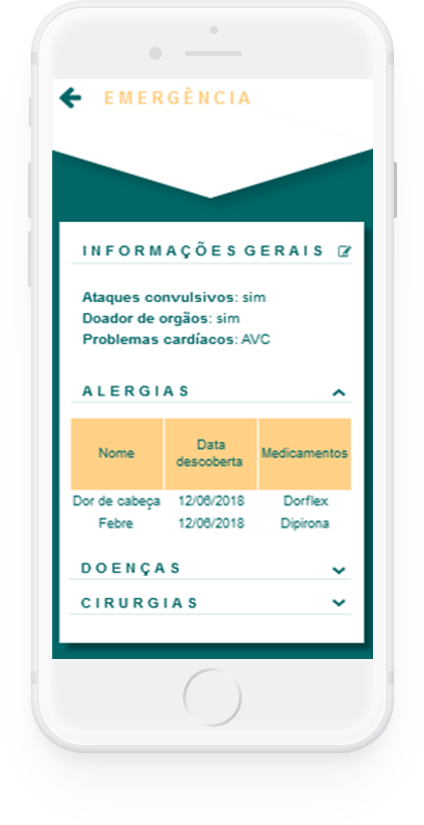 EMERGÊNCIA
INFORMAÇÕES GERAIS
Ataques convulsivos: sim
Doador de orgãos: sim
Problemas cardíacos: AVC
ALERGIAS
Nome Data descoberta Medicamentos
Dor de cabeça 12/06/2018 Dorflex
Febre 12/06/2018 Dipirona
DOENÇAS
CIRURGIAS